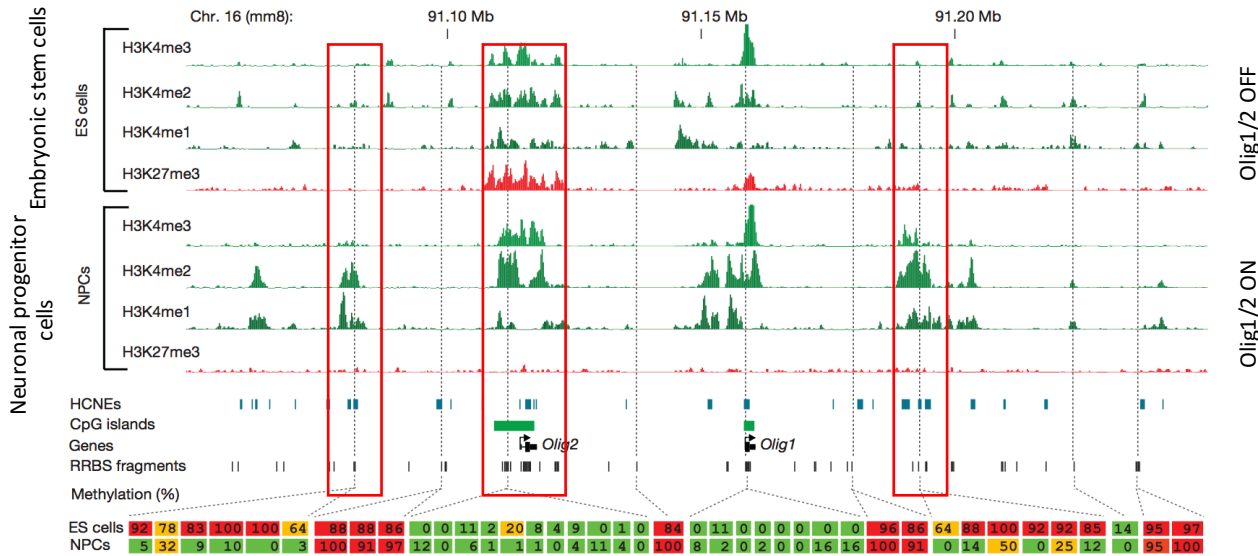 Chr. 16 (mm8): 91.10 Mb 91.15 Mb 91.20 Mb
Embryonic stem cells
ES cells
H3K4me3
H3K4me2
H3K4me1
H3K27me3
Olig1/2 OFF
Neuronal progenitor cells
NPCs
H3K4me3
H3K4me2
H3K4me1
H3K27me3
Olig1/2 ON
HCNEs
CpG islands
Genes Olig2 Olig1
RRBS fragments
Methylation (%)
ES cells 92 78 83 100 100 64 88 88 86 0 0 11 2 20 8 4 9 0 1 0 84 0 11 0 0 0 0 0 0 96 86 64 88 100 92 92 85 14 95 97
NPCs 5 32 9 10 0 3 100 91 97 12 0 6 1 1 1 0 4 11 4 0 100 8 2 0 2 0 0 16 16 100 91 0 14 50 0 25 12 0 95 100